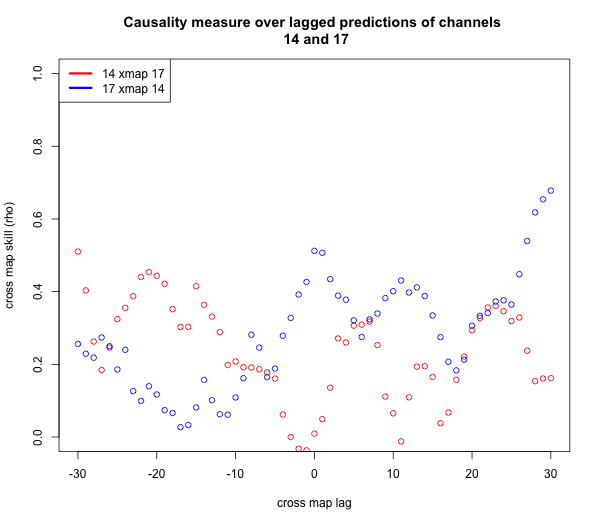 Causality measure over lagged predictions of channels
14 and 17
14 xmap 17
17 xmap 14
cross map skill (rho)
1.0
0.8
0.6
0.4
0.2
0.0
-30 -20 -10 0 10 20 30
cross map lag